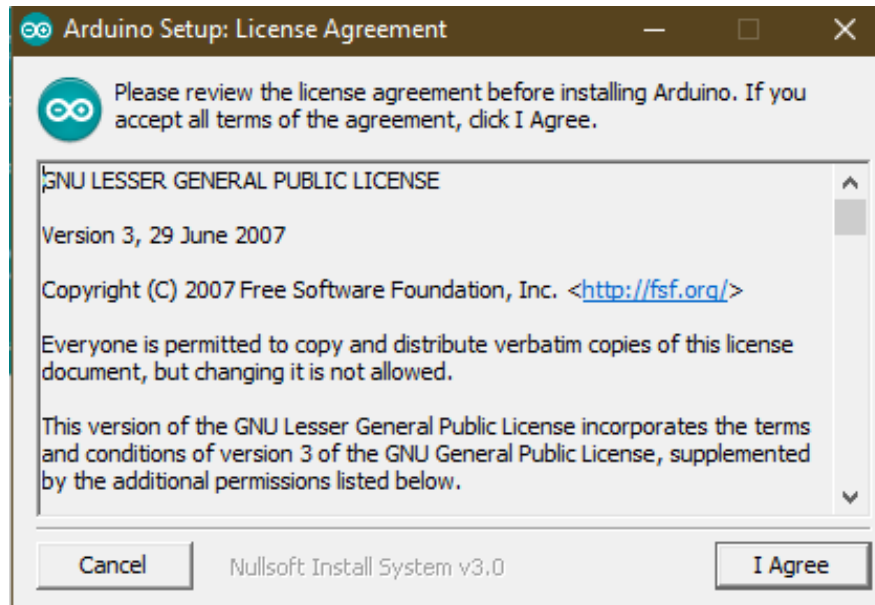 Arduino Setup: License Agreement
Please review the license agreement before installing Arduino. If you
accept all terms of the agreement, click I Agree.
GNU LESSER GENERAL PUBLIC LICENSE
Version 3, 29 June 2007
Copyright (C) 2007 Free Software Foundation, Inc. <http://fsf.org/>
Everyone is permitted to copy and distribute verbatim copies of this license
document, but changing it is not allowed.
This version of the GNU Lesser General Public License incorporates the terms
and conditions of version 3 of the GNU General Public License, supplemented
by the additional permissions listed below.
Cancel
Nullsoft Install System v3.0
I Agree